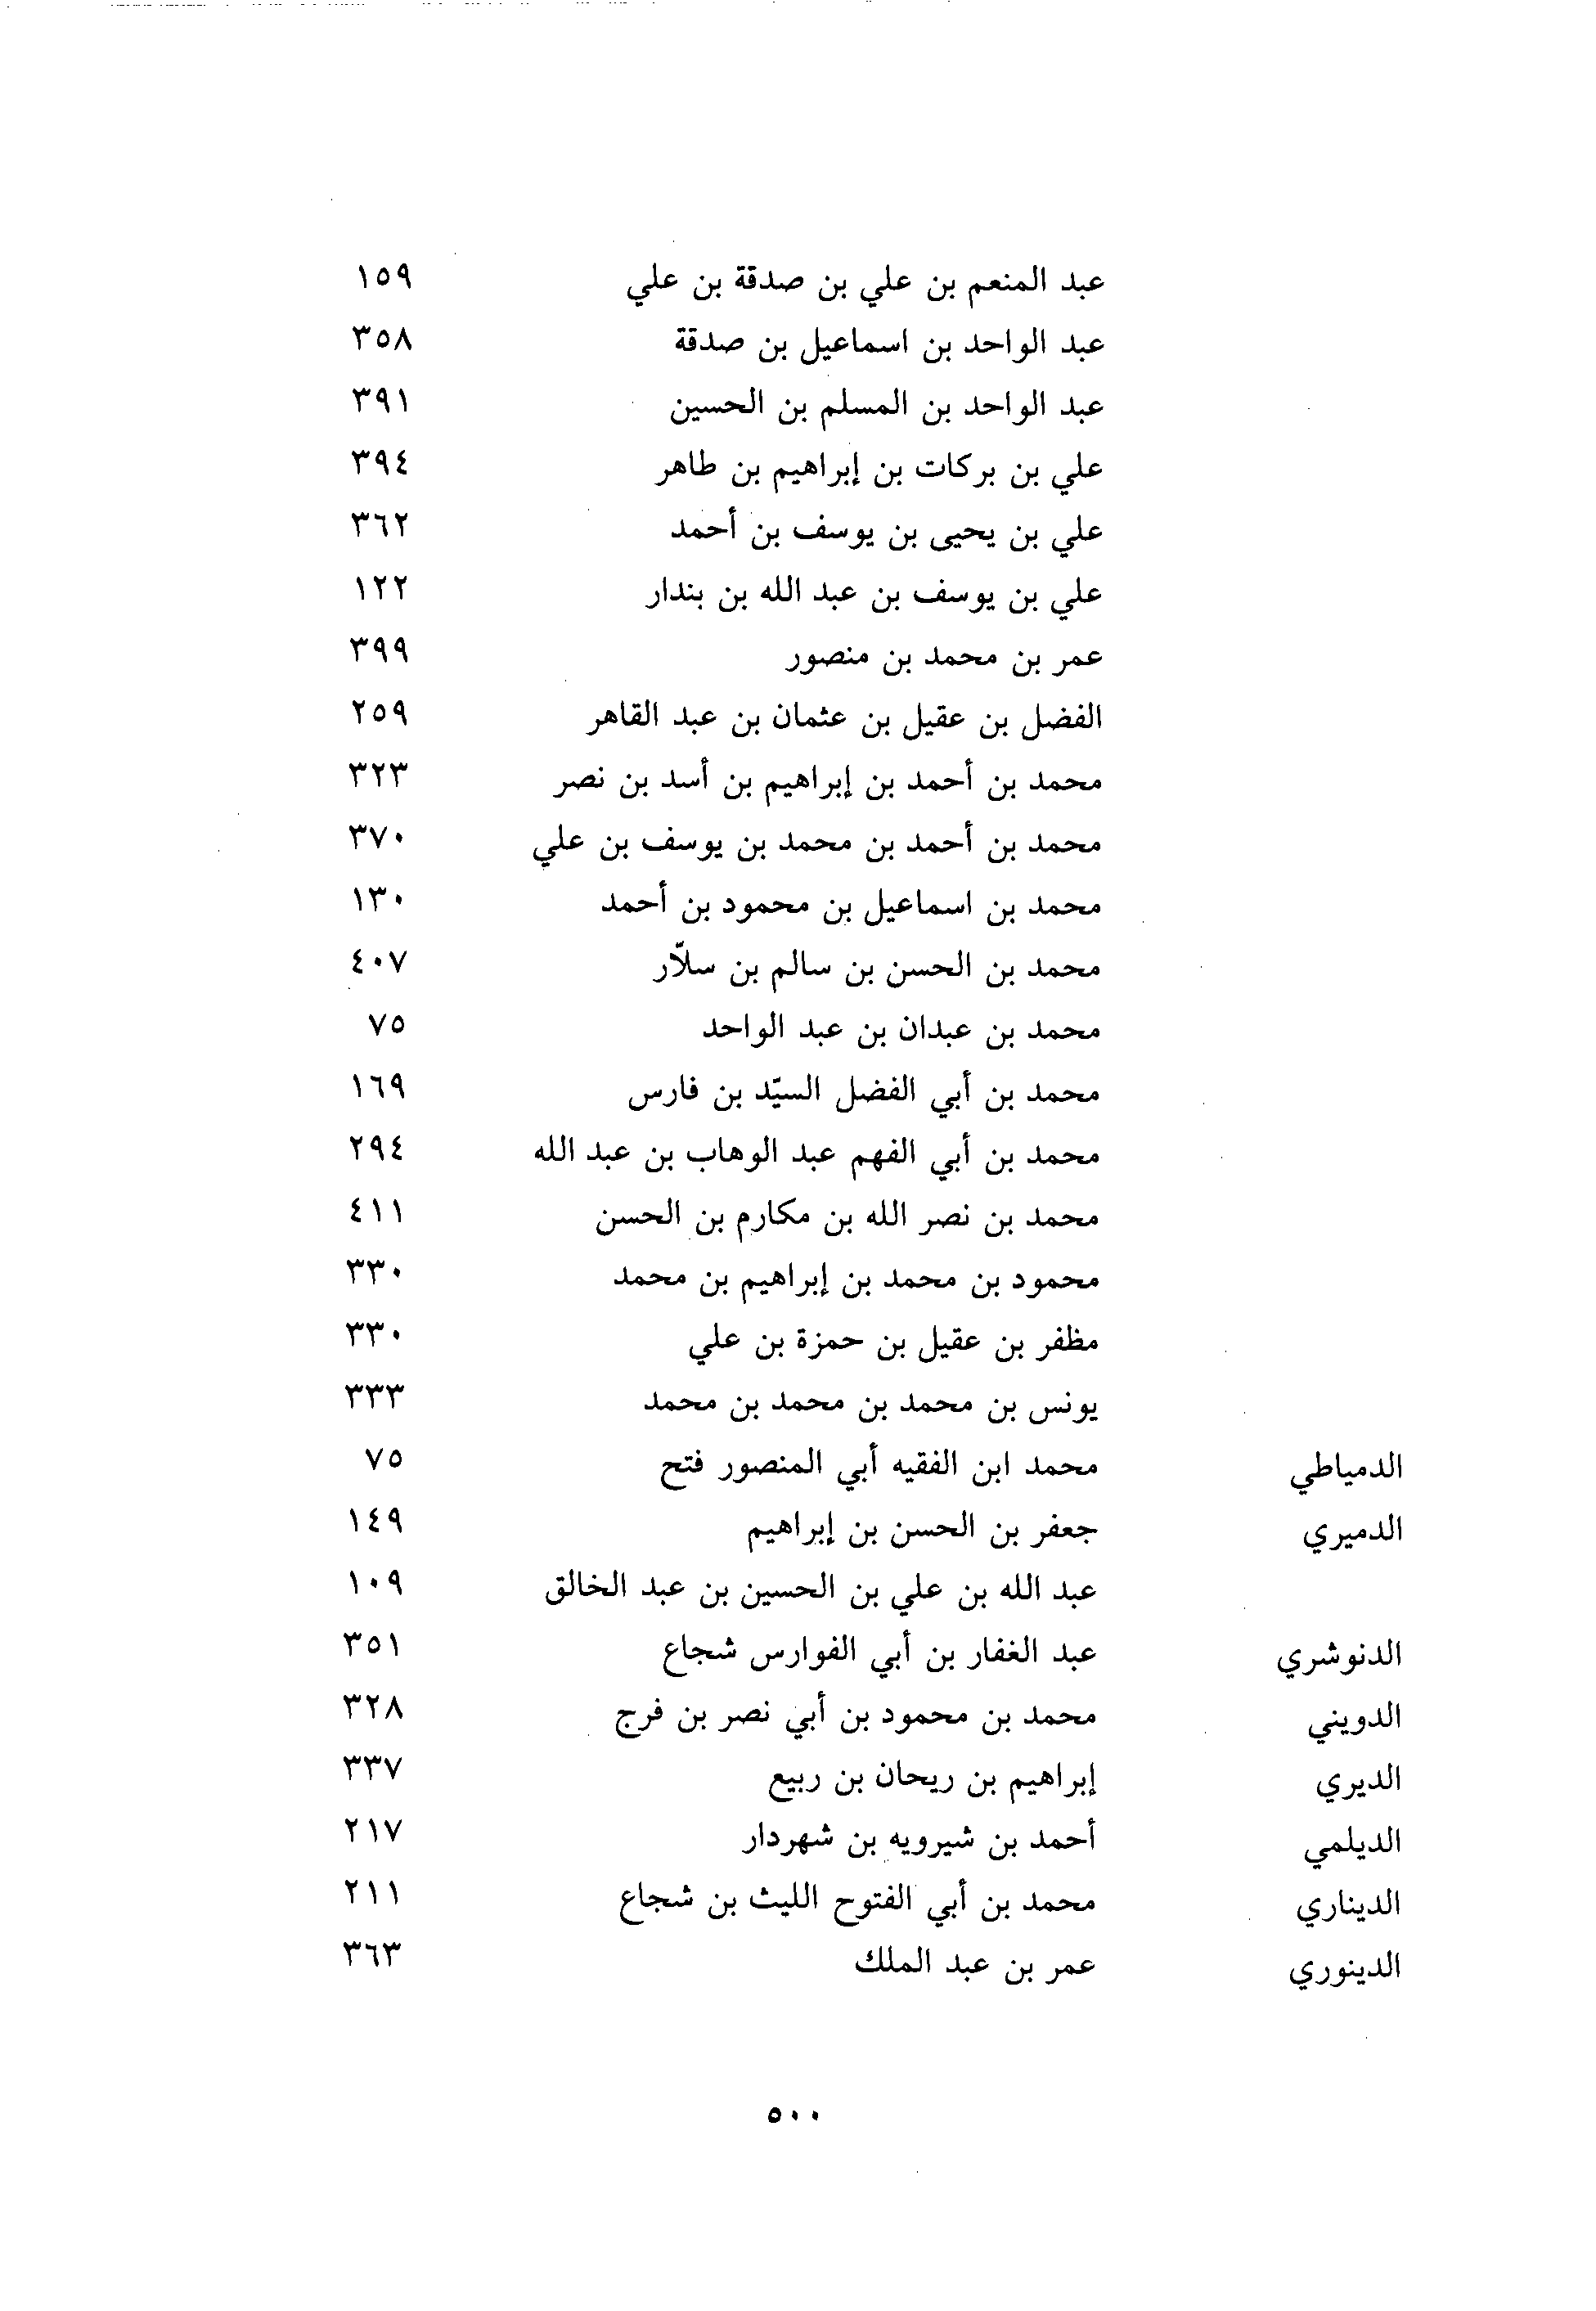 عبد المنعم بن علي بن صدقة بن علي ١٥٩
عبد الواحد بن اسماعيل بن صدقة ٣٥٨
عبد الواحد بن المسلم بن الحسين ٣٩١
علي بن بركات بن إبراهيم بن طاهر ٣٩٤
علي بن يحيى بن يوسف بن أحمد ٣٦٢
علي بن يوسف بن عبد الله بن بندار ١٢٢
عمر بن محمد بن منصور ٣٩٩
الفضل بن عقيل بن عثمان بن عبد القاهر ٢٥٩
محمد بن أحمد بن إبراهيم بن أسد بن نصر ٣٢٣
محمد بن أحمد بن محمد بن يوسف بن علي ٣٧٠
محمد بن اسماعيل بن محمود بن أحمد ١٣٠
محمد بن الحسن بن سالم بن سلاّر ٤٠٧
محمد بن عبدان بن عبد الواحد ٧٥
محمد بن أبي الفضل السيّد بن فارس ١٦٩
محمد بن أبي الفهم عبد الوهاب بن عبد الله ٢٩٤
محمد بن نصر الله بن مكارم بن الحسن ٤١١
محمود بن محمد بن إبراهيم بن محمد ٣٣٠
مظفر بن عقيل بن حمزة بن علي ٣٣٠
يونس بن محمد بن محمد بن محمد ٣٣٣
الدمياطي محمد ابن الفقيه أبي المنصور فتح ٧٥
الدميري جعفر بن الحسن بن إبراهيم ١٤٩
عبد الله بن علي بن الحسين بن عبد الخالق ١٠٩
الدنوشري عبد الغفار بن أبي الفوارس شجاع ٣٥١
الدويني محمد بن محمود بن أبي نصر بن فرج ٣٢٨
الديري إبراهيم بن ريحان بن ربيع ٣٣٧
الديلمي أحمد بن شيرويه بن شهردار ٢١٧
الديناري محمد بن أبي الفتوح الليث بن شجاع ٢١١
الدينوري عمر بن عبد الملك ٣٦٣
٥٠٠